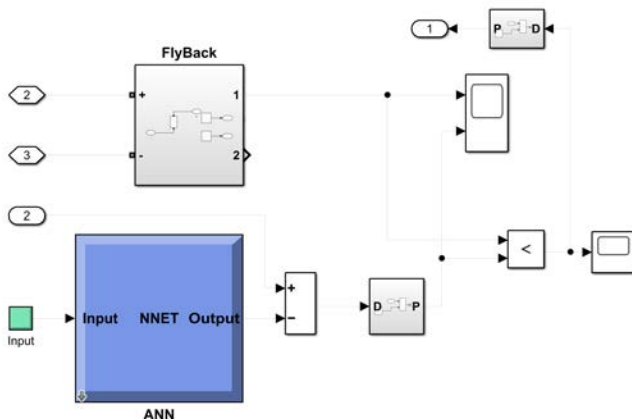 1
P D
FlyBack
2
+
1
3
-
2
2
<
+
−
D P
Input
NNET
Output
Input
ANN